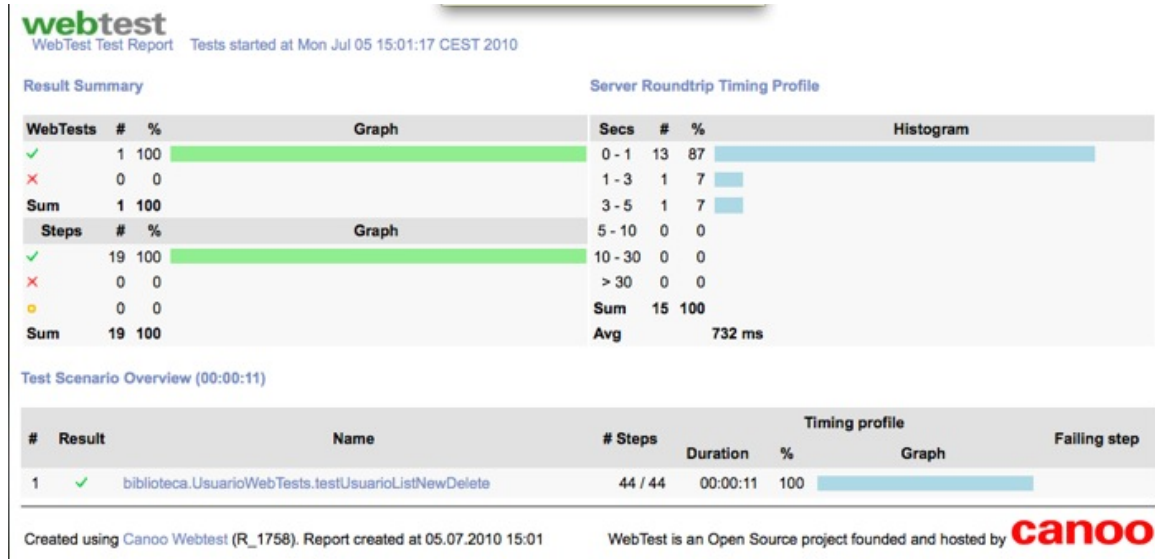 webtest
WebTest Test Report Tests started at Mon Jul 05 15:01:17 CEST 2010
Result Summary
WebTests # % Graph
1 100
0 0
Sum 1 100
Steps # % Graph
19 100
0 0
0 0
Sum 19 100
Server Roundtrip Timing Profile
Secs # % Histogram
0 - 1 13 87
1 - 3 1 7
3 - 5 1 7
5 - 10 0 0
10 - 30 0 0
> 30 0 0
Sum 15 100
Avg 732 ms
Test Scenario Overview (00:00:11)
# Result Name # Steps Timing profile Failing step
Duration % Graph
1 biblioteca.UsuarioWebTests.testUsuarioListNewDelete 44 / 44 00:00:11 100
Created using Canoo Webtest (R_1758). Report created at 05.07.2010 15:01
WebTest is an Open Source project founded and hosted by canoo